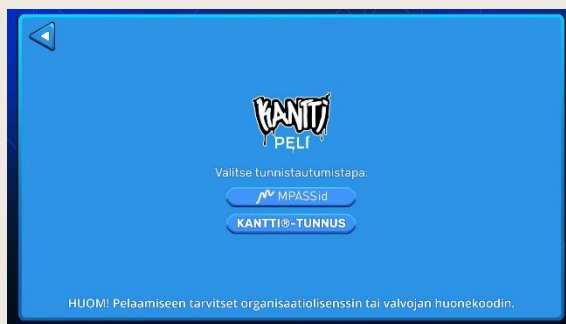 KANTTI
PELI
Valitse tunnistautumistapa:
MPASSid
KANTTI®-TUNNUS
HUOM! Pelaamiseen tarvitset organisaatiolisenssin tai valvojan huonekoodin.